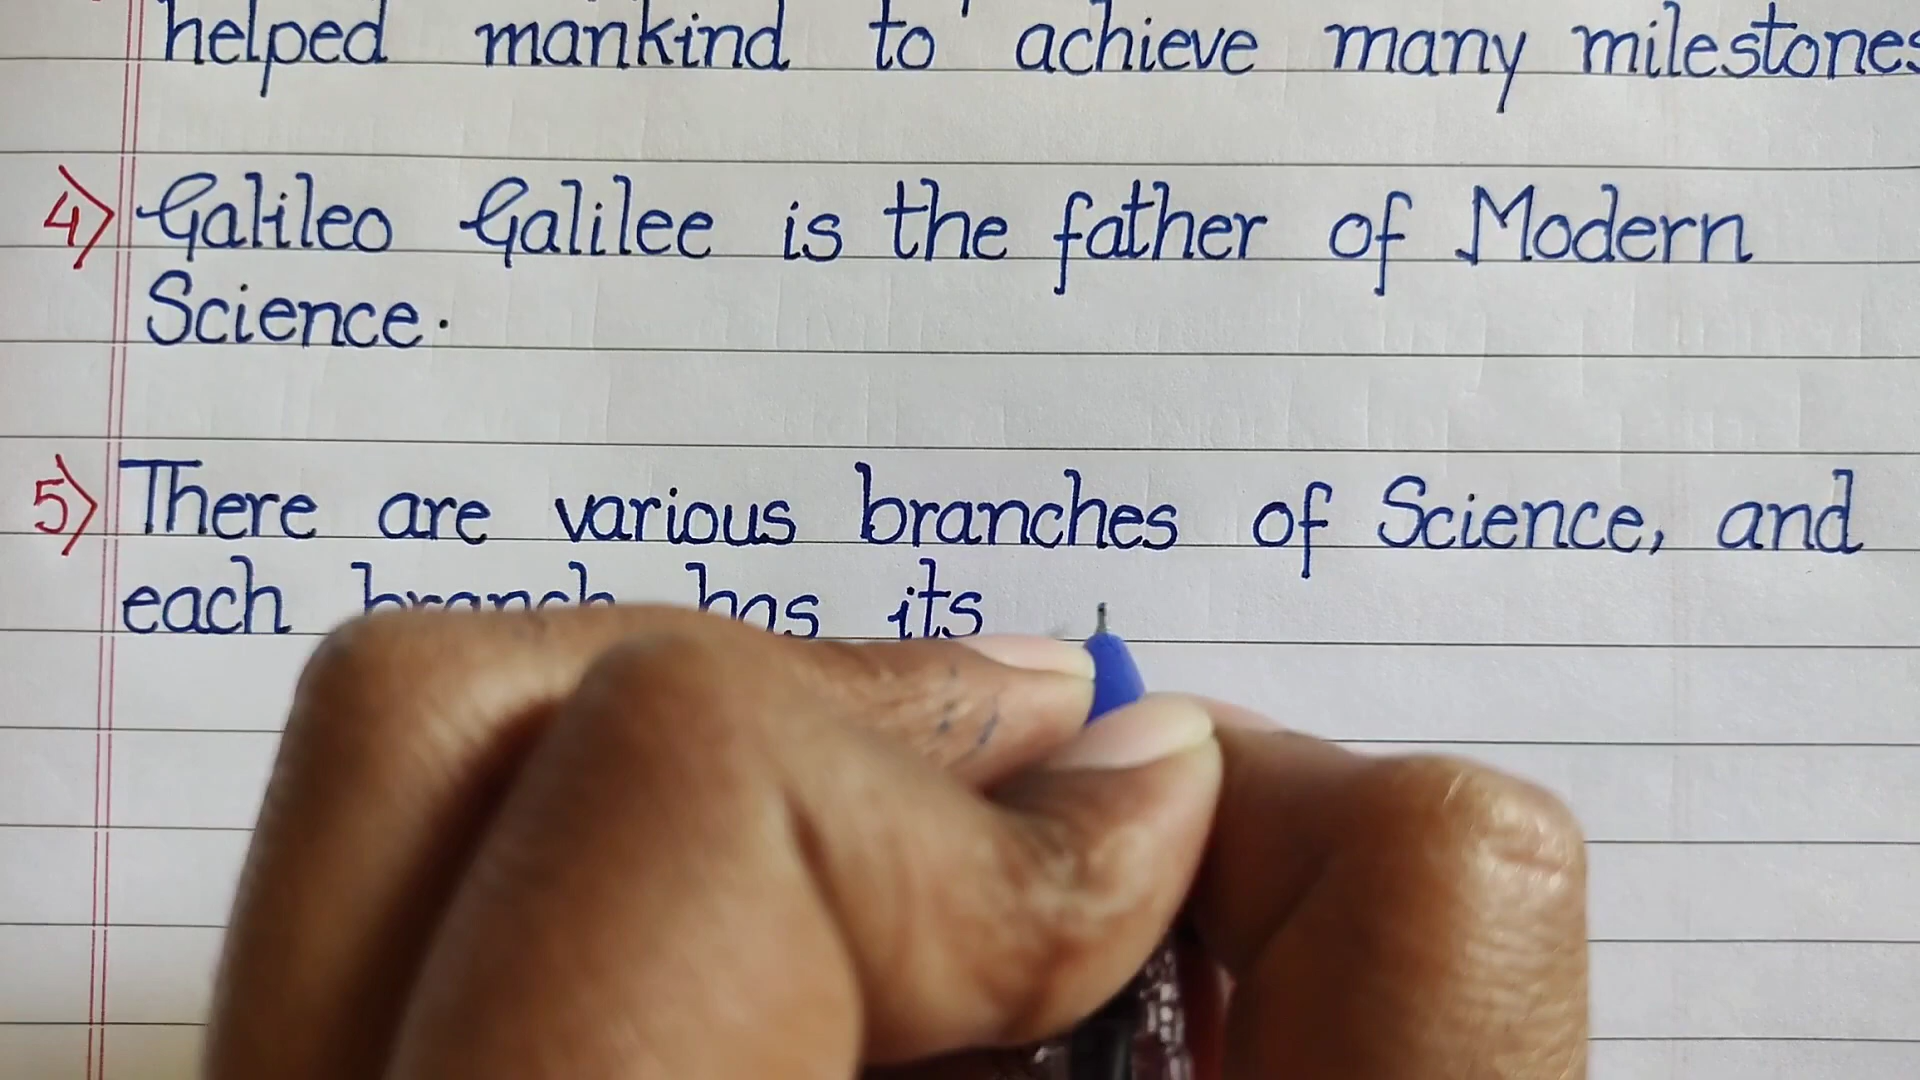 helped mankind to achieve many milestones
4) Galileo Galilee is the father of Modern
Science.
5) There are various branches of Science, and
each branch has its